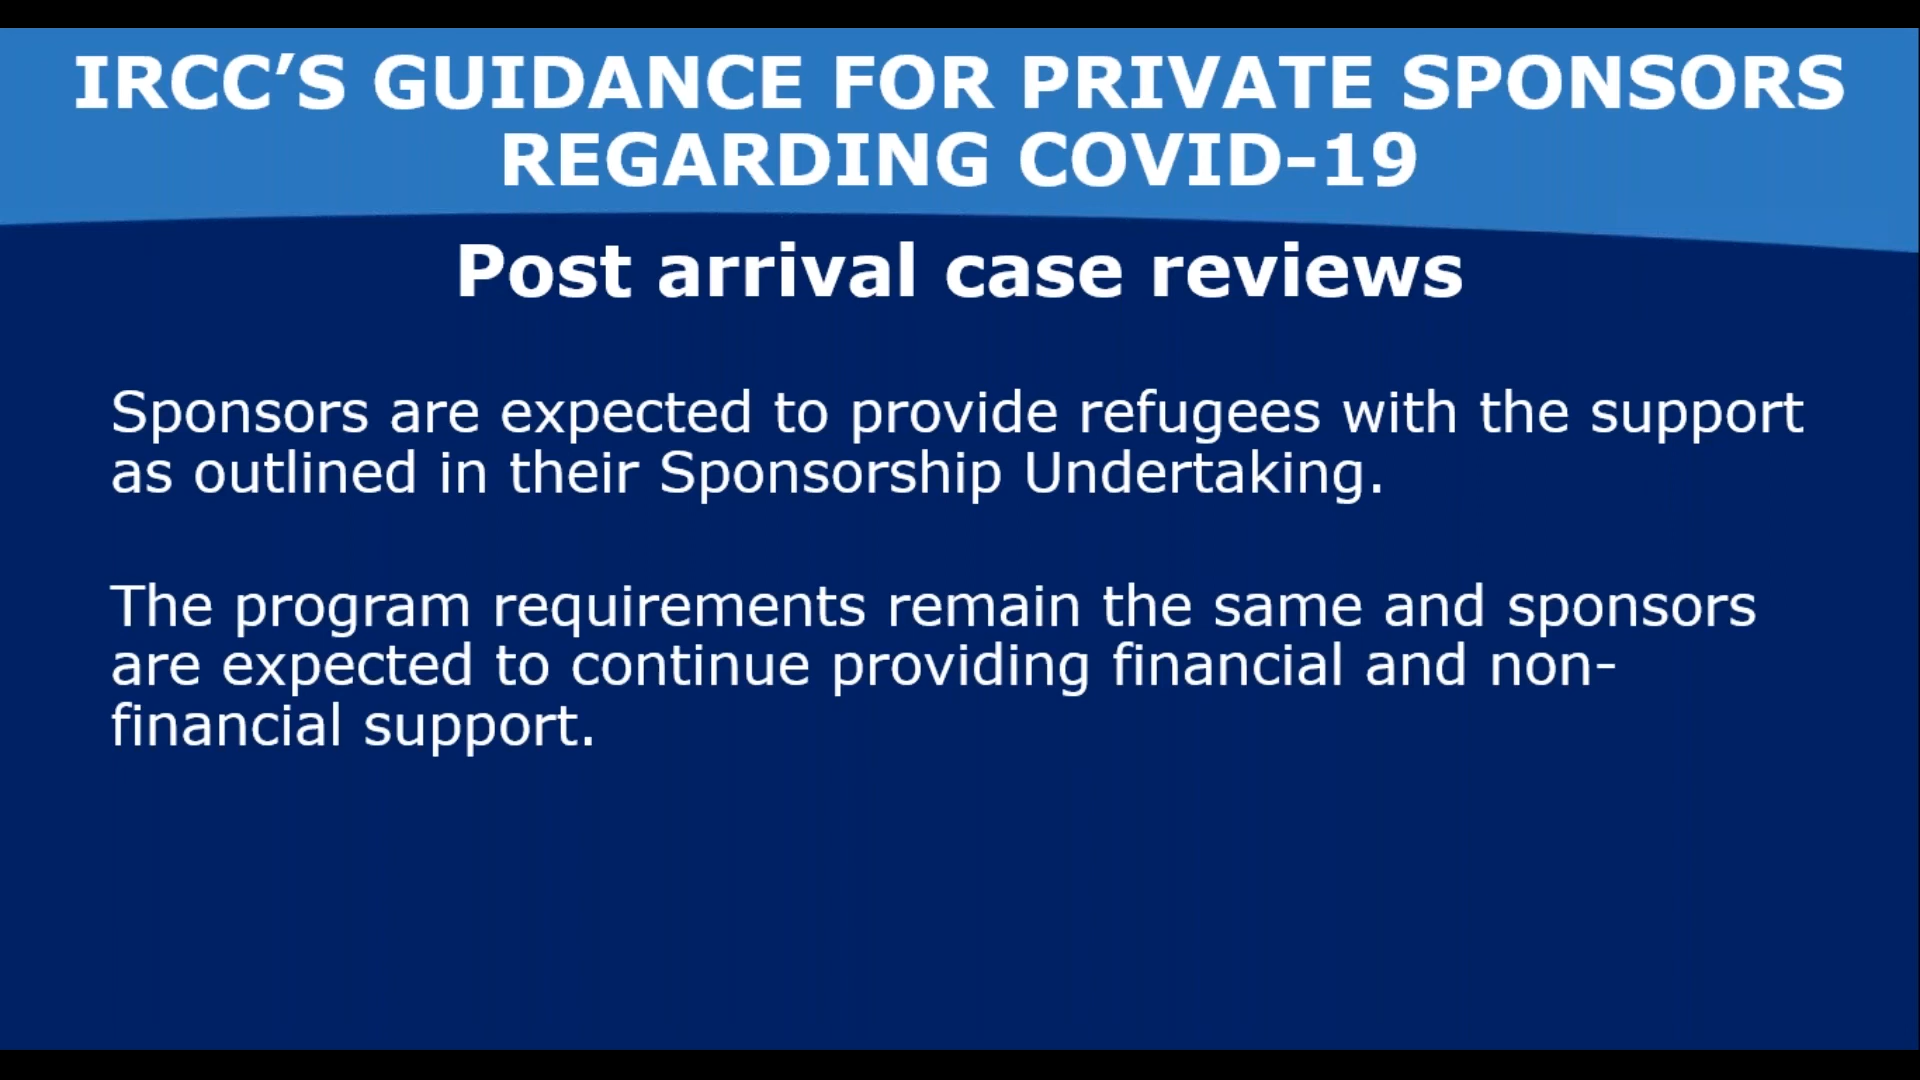 IRCC’S GUIDANCE FOR PRIVATE SPONSORS
REGARDING COVID-19
Post arrival case reviews
Sponsors are expected to provide refugees with the support
as outlined in their Sponsorship Undertaking.
The program requirements remain the same and sponsors
are expected to continue providing financial and non-
financial support.